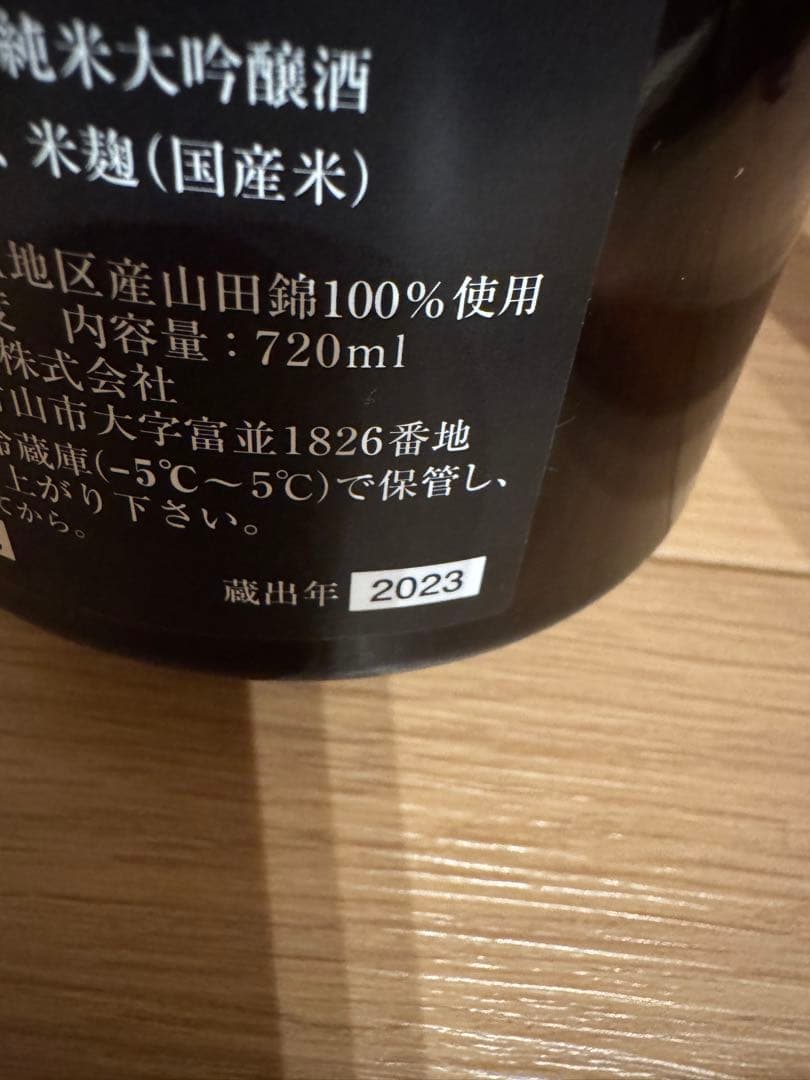 純米大吟醸酒
、米麹(国産米)
地区産山田錦100%使用
内容量：720ml
株式会社
山市大字富並1826番地
冷蔵庫(-5℃～5℃)で保管し、
上がり下さい。
てから。
蔵出年 2023